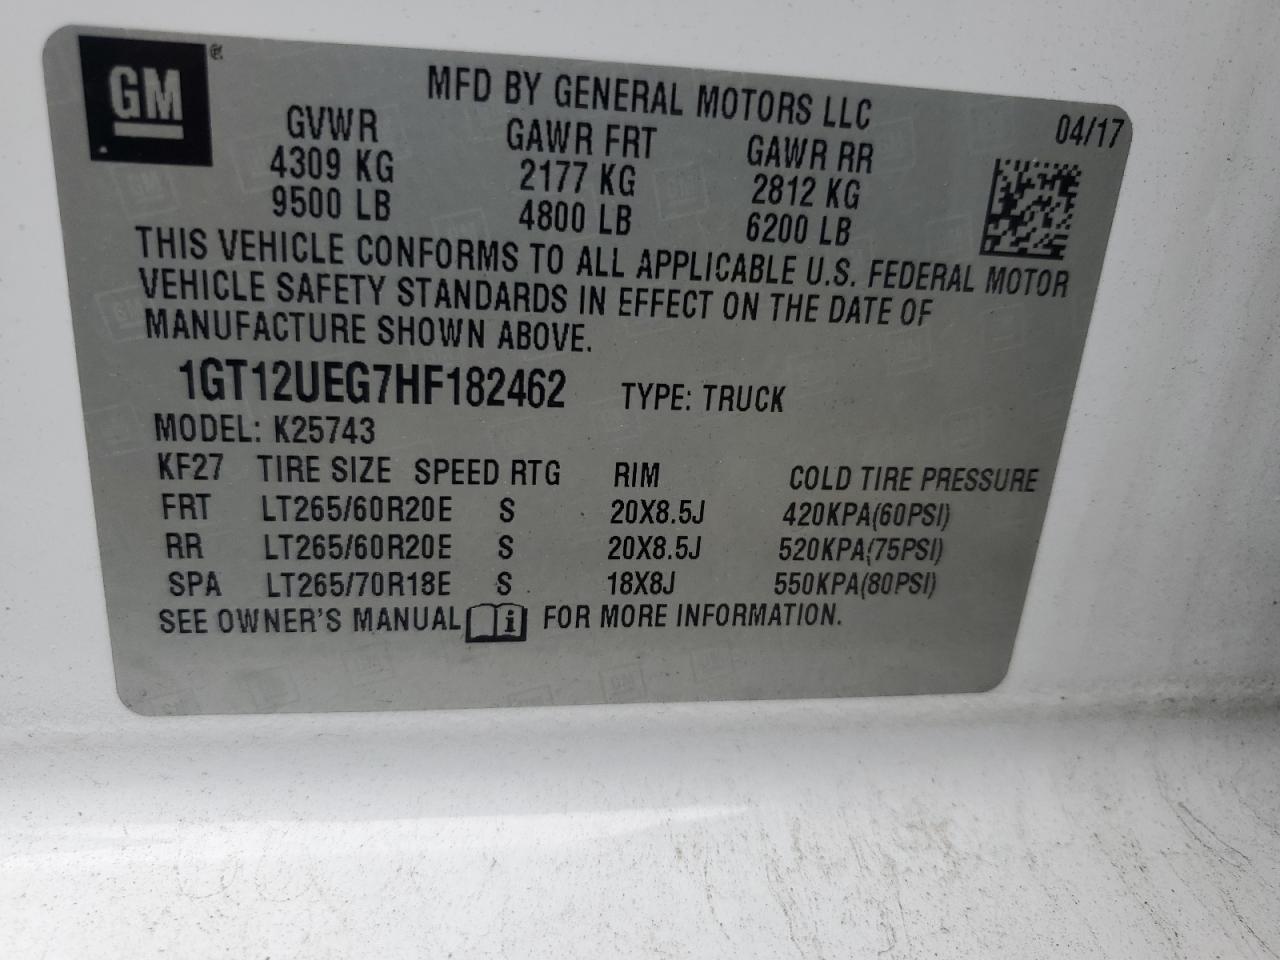 GM ®
MFD BY GENERAL MOTORS LLC
04/17
GVWR GAWR FRT GAWR RR
4309 KG 2177 KG 2812 KG
9500 LB 4800 LB 6200 LB
THIS VEHICLE CONFORMS TO ALL APPLICABLE U.S. FEDERAL MOTOR
VEHICLE SAFETY STANDARDS IN EFFECT ON THE DATE OF
MANUFACTURE SHOWN ABOVE.
1GT12UEG7HF182462 TYPE: TRUCK
MODEL: K25743
KF27 TIRE SIZE SPEED RTG RIM COLD TIRE PRESSURE
FRT LT265/60R20E S 20X8.5J 420KPA(60PSI)
RR LT265/60R20E S 20X8.5J 520KPA(75PSI)
SPA LT265/70R18E S 18X8J 550KPA(80PSI)
SEE OWNER'S MANUAL i FOR MORE INFORMATION.